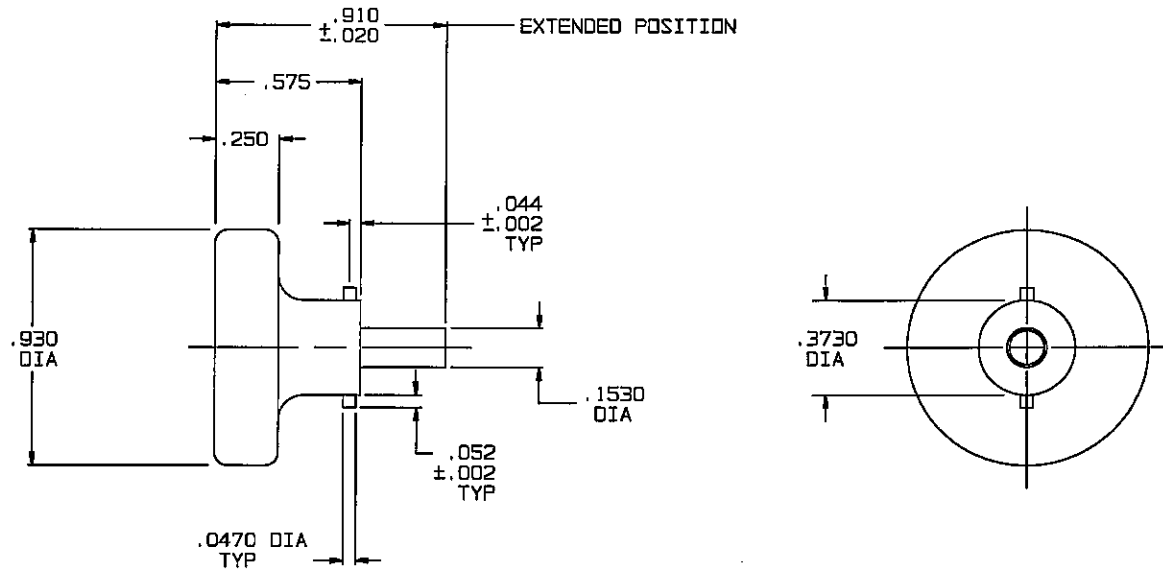 .910
±.020
EXTENDED POSITION
.575
.250
.044
±.002
TYP
.930
DIA
.3730
DIA
.1530
DIA
.052
±.002
TYP
.0470 DIA
TYP